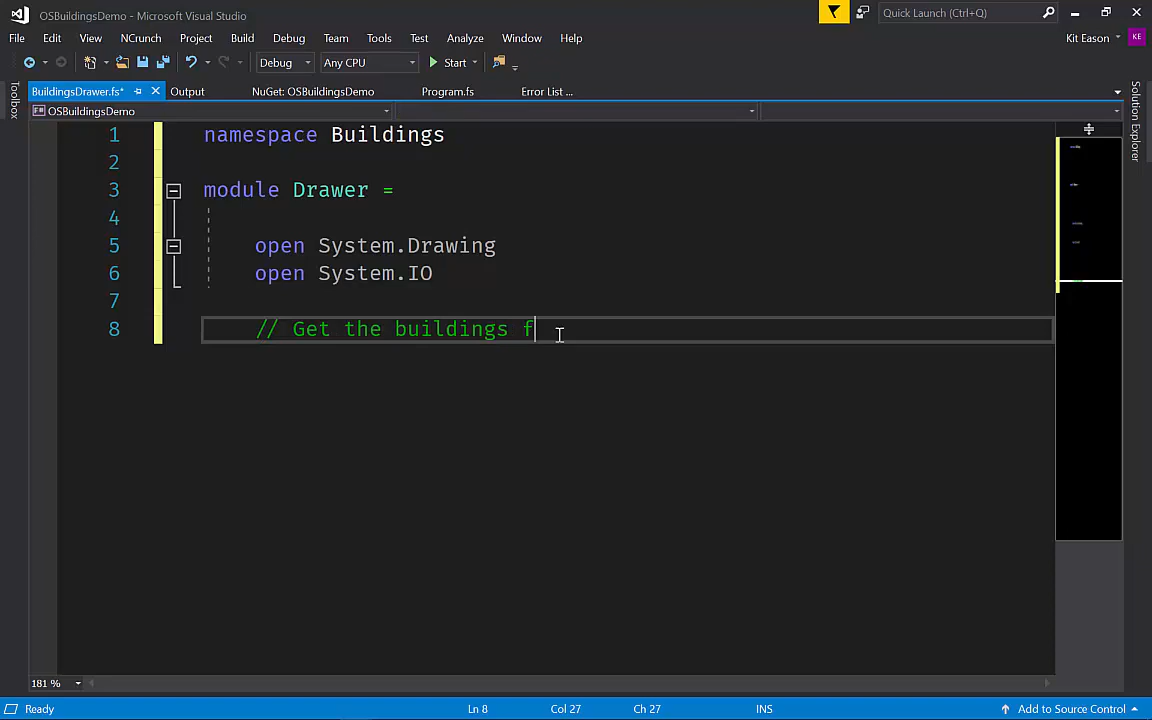 OSBuildingsDemo - Microsoft Visual Studio
Quick Launch (Ctrl+Q)
File Edit View NCrunch Project Build Debug Team Tools Test Analyze Window Help
Kit Eason KE
Debug Any CPU Start
BuildingsDrawer.fs* Output NuGet: OSBuildingsDemo Program.fs Error List ...
OSBuildingsDemo
Toolbox
Solution Explorer
1 namespace Buildings
2
3 module Drawer =
4
5 open System.Drawing
6 open System.IO
7
8 // Get the buildings f
181 %
Ready Ln 8 Col 27 Ch 27 INS Add to Source Control